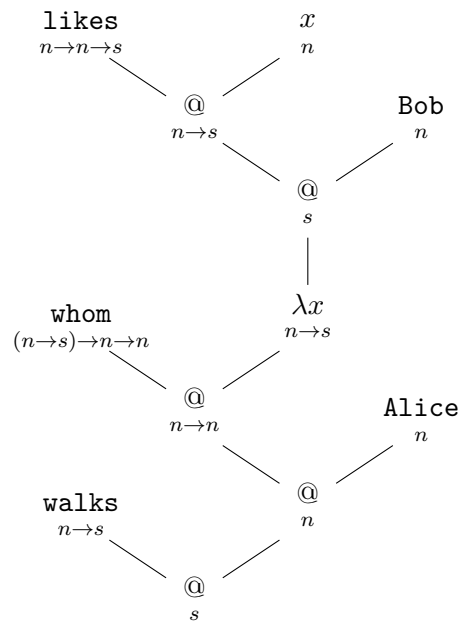 likes x
n→n→s n
@ Bob
n→s n
@
s
λx
n→s
whom
(n→s)→n→n
@ Alice
n→n n
@
n
walks
n→s
@
s